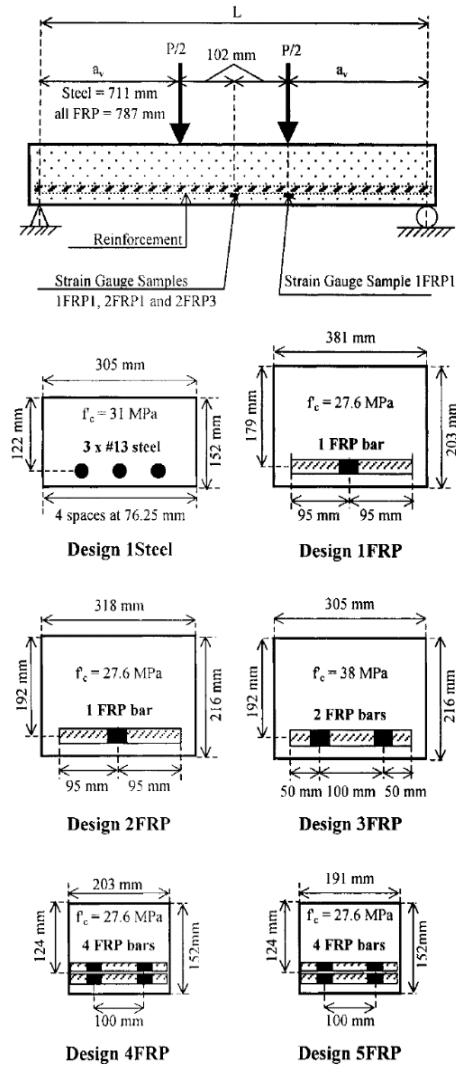 L
P/2
102 mm
P/2
aᵥ
aᵥ
Steel = 711 mm
all FRP = 787 mm
Reinforcement
Strain Gauge Samples
1FRP1, 2FRP1 and 2FRP3
Strain Gauge Sample 1FRP1
305 mm
122 mm
f'c = 31 MPa
3 x #13 steel
152 mm
4 spaces at 76.25 mm
Design 1Steel
381 mm
179 mm
f'c = 27.6 MPa
1 FRP bar
203 mm
95 mm
95 mm
Design 1FRP
318 mm
192 mm
f'c = 27.6 MPa
1 FRP bar
216 mm
95 mm
95 mm
Design 2FRP
305 mm
192 mm
f'c = 38 MPa
2 FRP bars
216 mm
50 mm
100 mm
50 mm
Design 3FRP
203 mm
124 mm
f'c = 27.6 MPa
4 FRP bars
152mm
100 mm
Design 4FRP
191 mm
124 mm
f'c = 27.6 MPa
4 FRP bars
152mm
100 mm
Design 5FRP